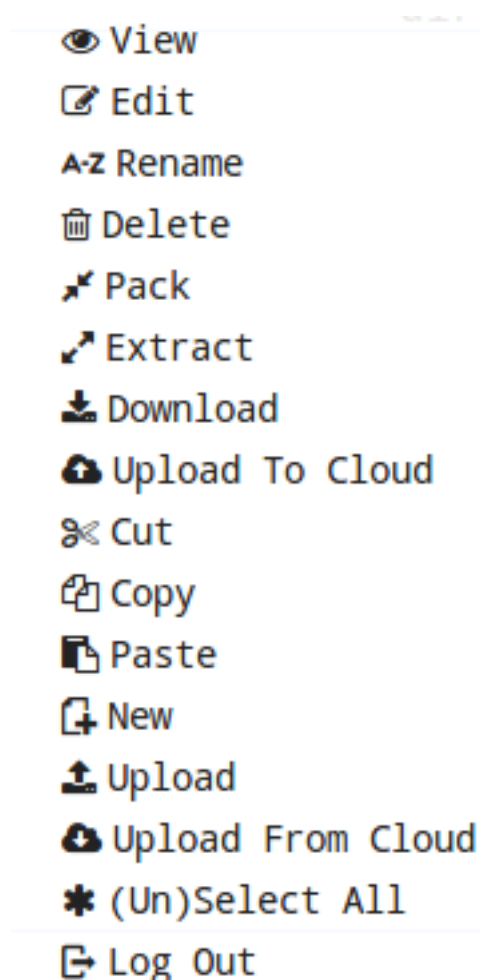 View
Edit
A-Z Rename
Delete
Pack
Extract
Download
Upload To Cloud
Cut
Copy
Paste
New
Upload
Upload From Cloud
(Un)Select All
Log Out